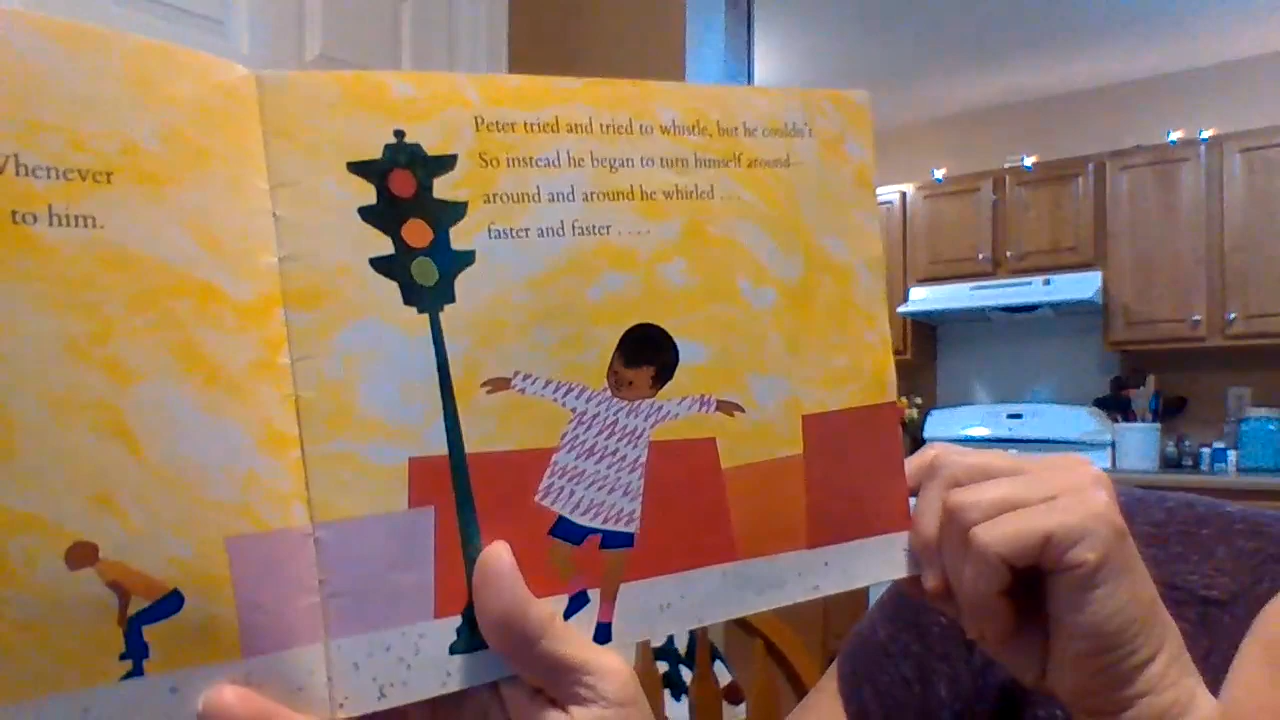 Whenever
to him.
Peter tried and tried to whistle, but he couldn't
So instead he began to turn himself around—
around and around he whirled . . .
faster and faster . . . .